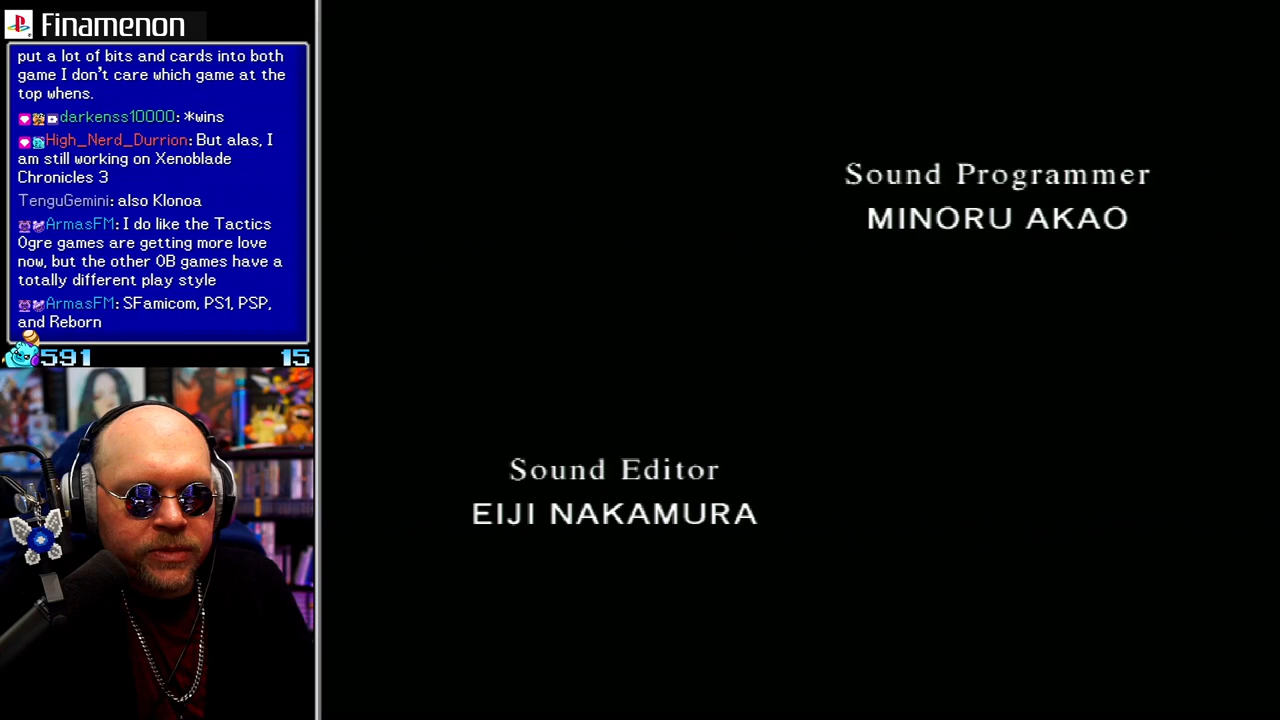 Finamenon
put a lot of bits and cards into both
game I don't care which game at the
top whens.
darkenss10000: *wins
High_Nerd_Durrion: But alas, I
am still working on Xenoblade
Chronicles 3
TenguGemini: also Klonoa
ArmasFM: I do like the Tactics
Ogre games are getting more love
now, but the other OB games have a
totally different play style
ArmasFM: SFamicom, PS1, PSP,
and Reborn
591 15
Sound Programmer
MINORU AKAO
Sound Editor
EIJI NAKAMURA